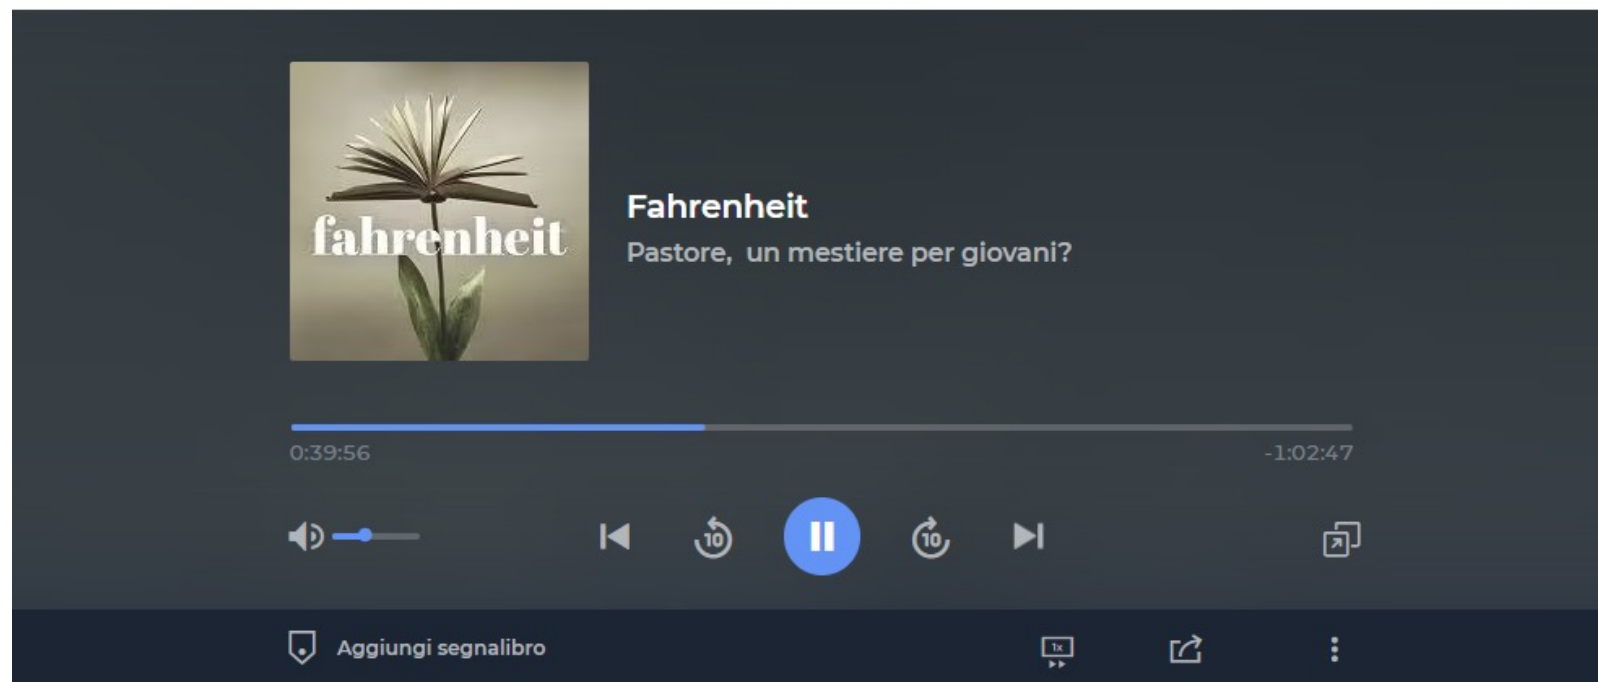 fahrenheit
Fahrenheit
Pastore,  un mestiere per giovani?
0:39:56
-1:02:47
10
10
Aggiungi segnalibro
1x